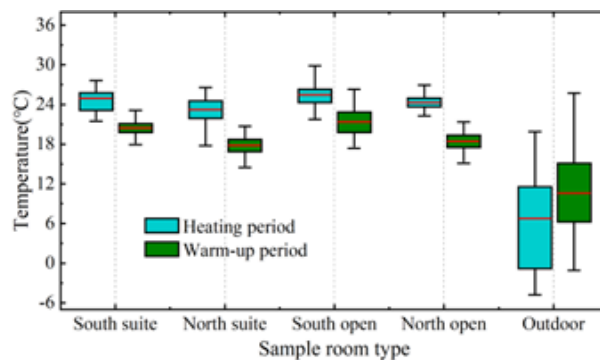 Temperature(°C)
36
30
24
18
12
6
0
-6
Heating period
Warm-up period
South suite North suite South open North open Outdoor
Sample room type